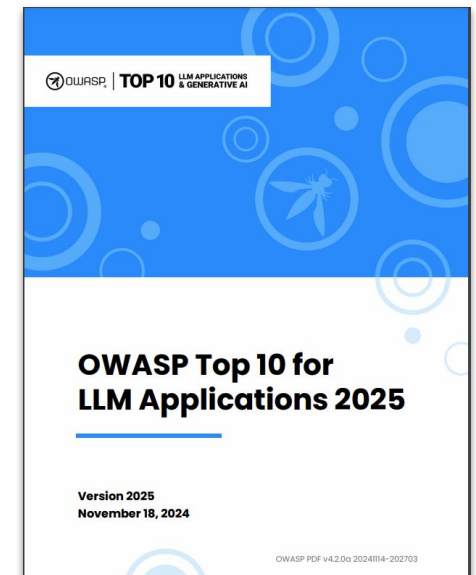 OWASP® | TOP 10 LLM APPLICATIONS
& GENERATIVE AI
OWASP Top 10 for
LLM Applications 2025
Version 2025
November 18, 2024
OWASP PDF v4.2.0a 20241114-202703